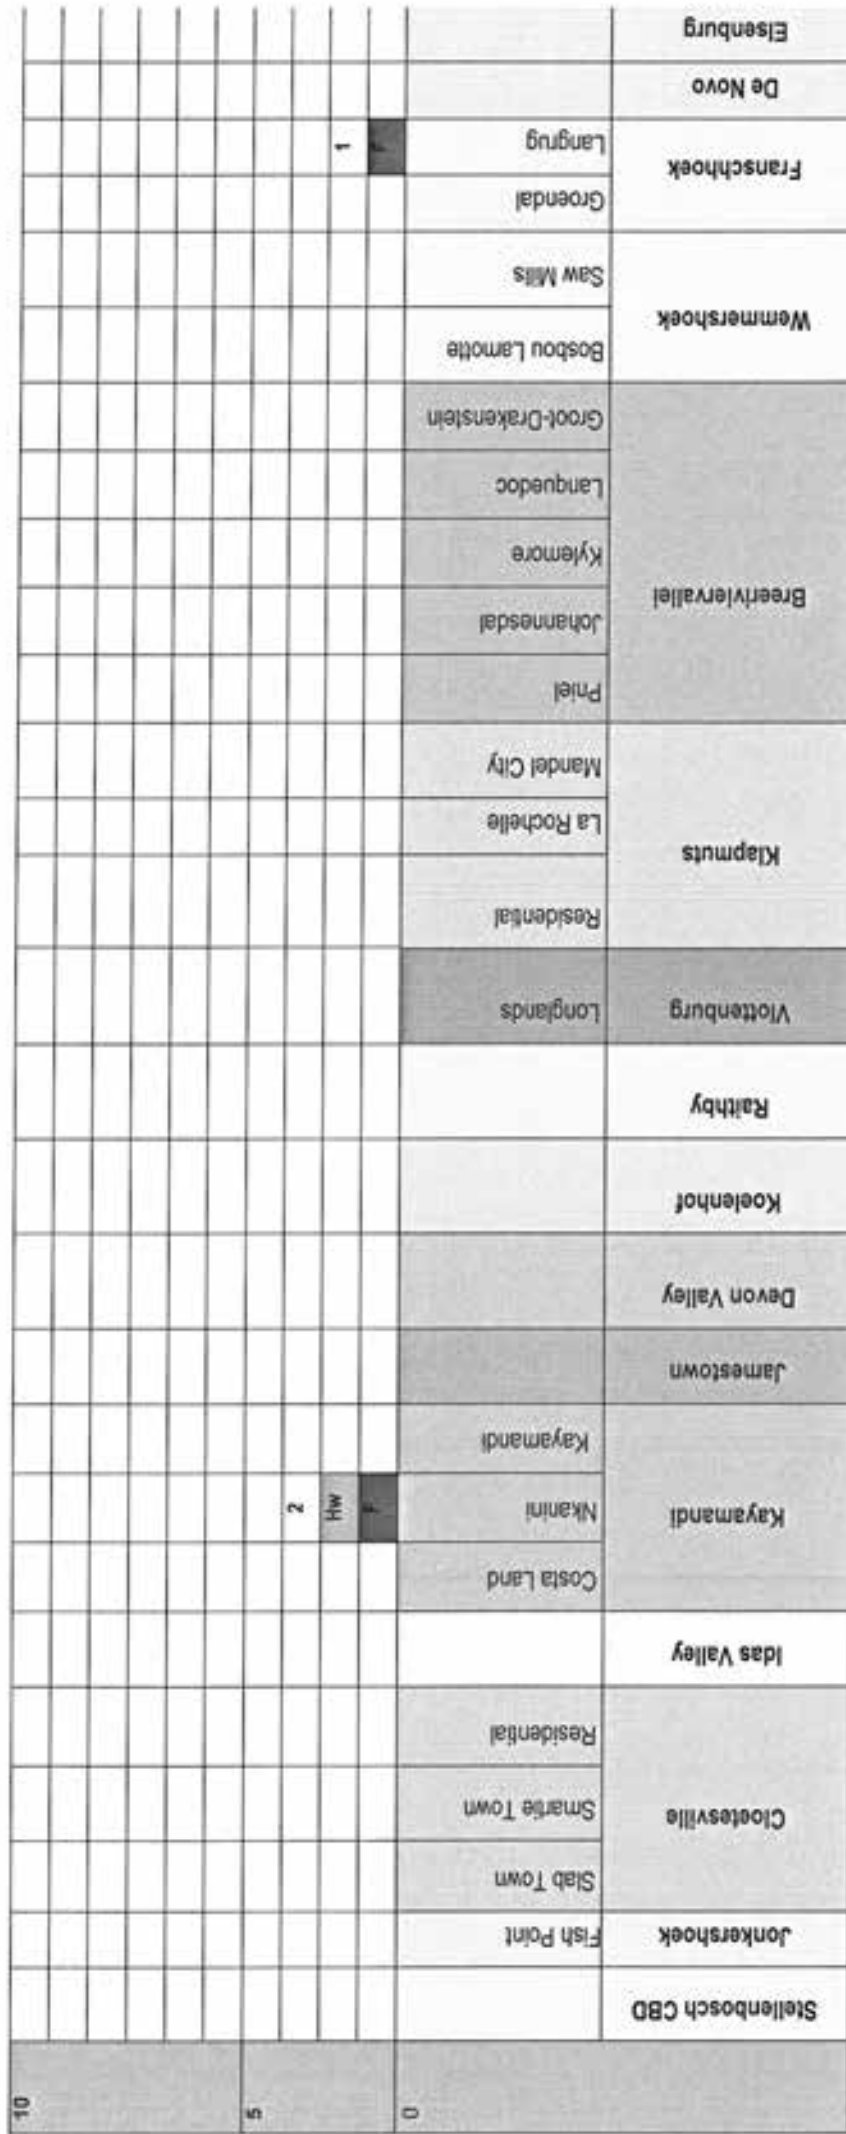 10
5
0
1
F
2
Hw
F
Elsenburg
De Novo
Langrug
Franschhoek
Groendal
Saw Mills
Wemmershoek
Bosbou Lamotte
Groot-Drakenstein
Lanquedoc
Kylemore
Breeriviervallei
Johannesdal
Pniel
Mandel City
La Rochelle
Klapmuts
Residential
Longlands
Vlottenburg
Raithby
Koelenhof
Devon Valley
Jamestown
Kayamandi
Nkanini
Kayamandi
Costa Land
Idas Valley
Residential
Smartie Town
Cloetesville
Slab Town
Fish Point
Jonkershoek
Stellenbosch CBD